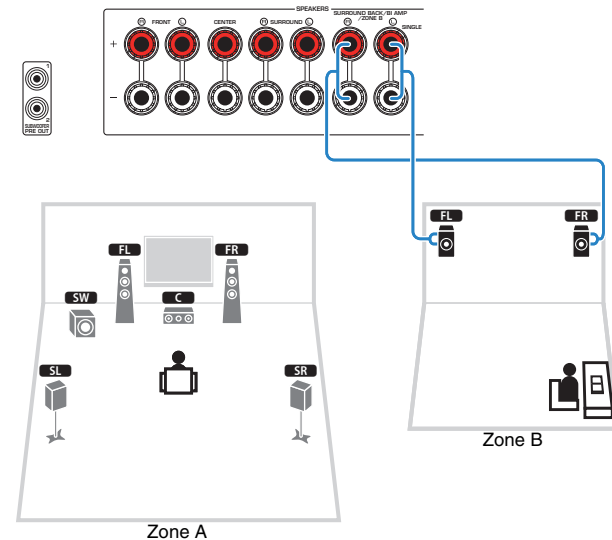 SPEAKERS
SURROUND BACK/BI AMP
/ZONE B
R FRONT L
CENTER
R SURROUND L
R
L
SINGLE
+
–
1
2
SUBWOOFER
PRE OUT
FL
FR
SW
C
SL
SR
FL
FR
Zone B
Zone A